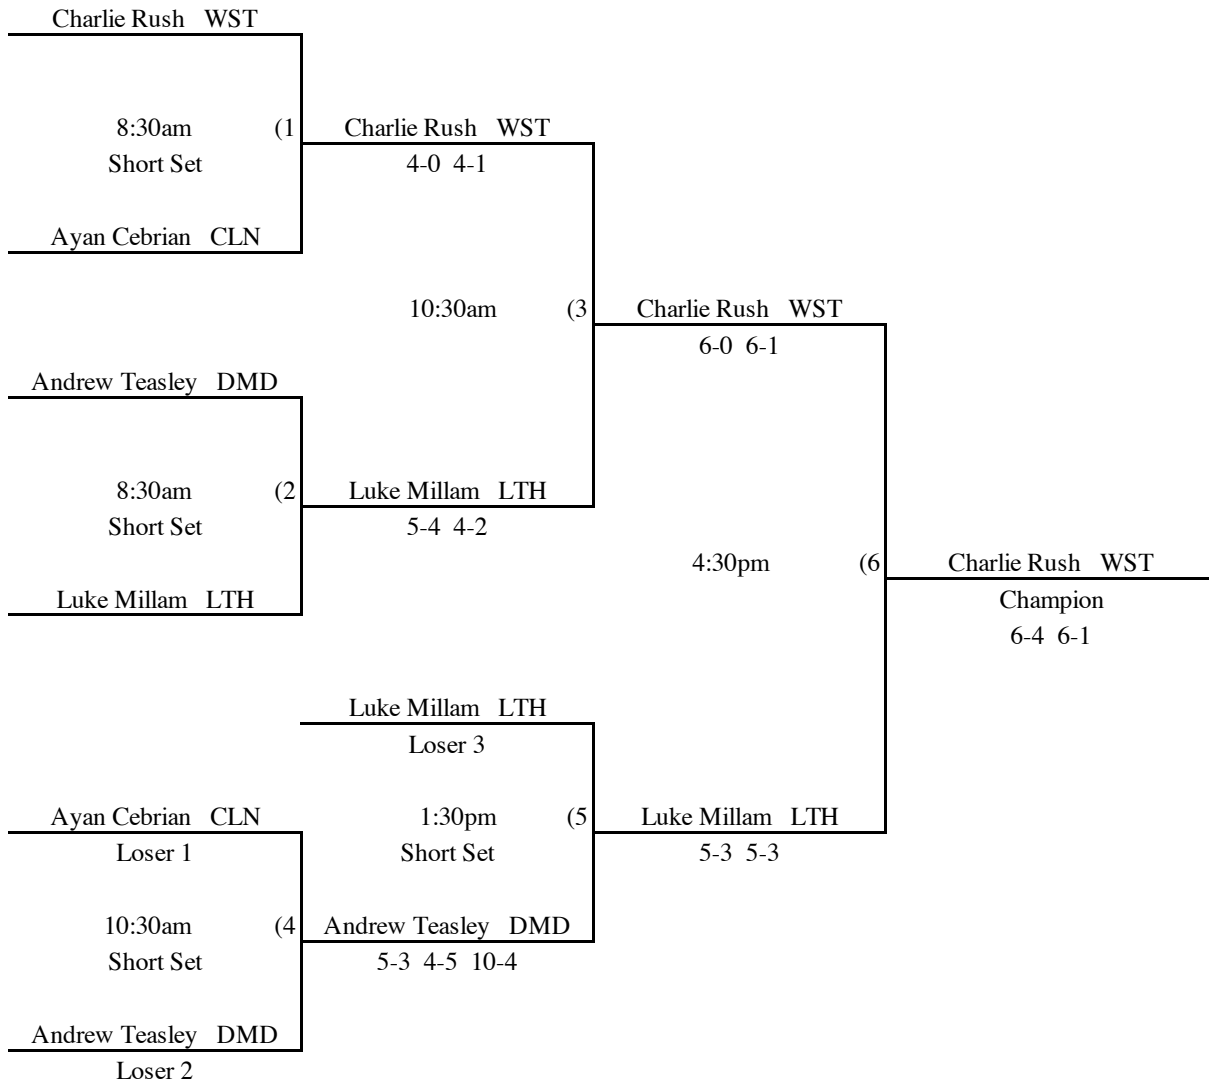 Charlie Rush WST
8:30am (1
Short Set
Ayan Cebrian CLN
Charlie Rush WST
4-0 4-1
10:30am (3
Andrew Teasley DMD
8:30am (2
Short Set
Luke Millam LTH
Luke Millam LTH
5-4 4-2
Charlie Rush WST
6-0 6-1
4:30pm (6
Charlie Rush WST
Champion
6-4 6-1
Luke Millam LTH
Loser 3
1:30pm (5
Short Set
Luke Millam LTH
5-3 5-3
Ayan Cebrian CLN
Loser 1
10:30am (4
Short Set
Andrew Teasley DMD
5-3 4-5 10-4
Andrew Teasley DMD
Loser 2